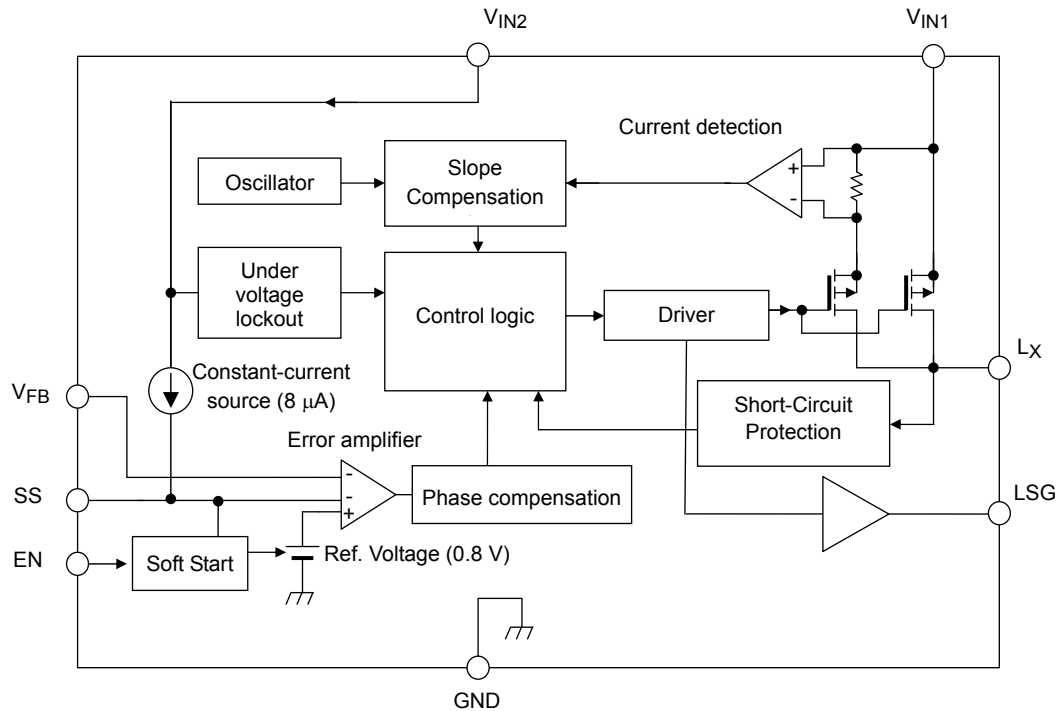 VIN2
VIN1
Current detection
Oscillator
Slope
Compensation
+
-
Under
voltage
lockout
Control logic
Driver
LX
Constant-current
source (8 μA)
VFB
Short-Circuit
Protection
Error amplifier
-
-
+
Phase compensation
SS
LSG
EN
Soft Start
Ref. Voltage (0.8 V)
GND